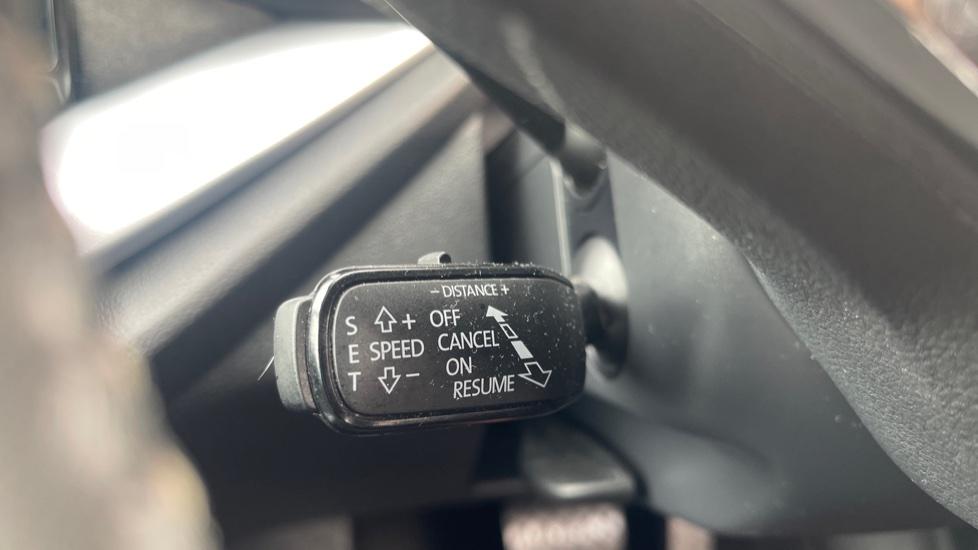 - DISTANCE +
S
E
T
+
SPEED
-
OFF
CANCEL
ON
RESUME